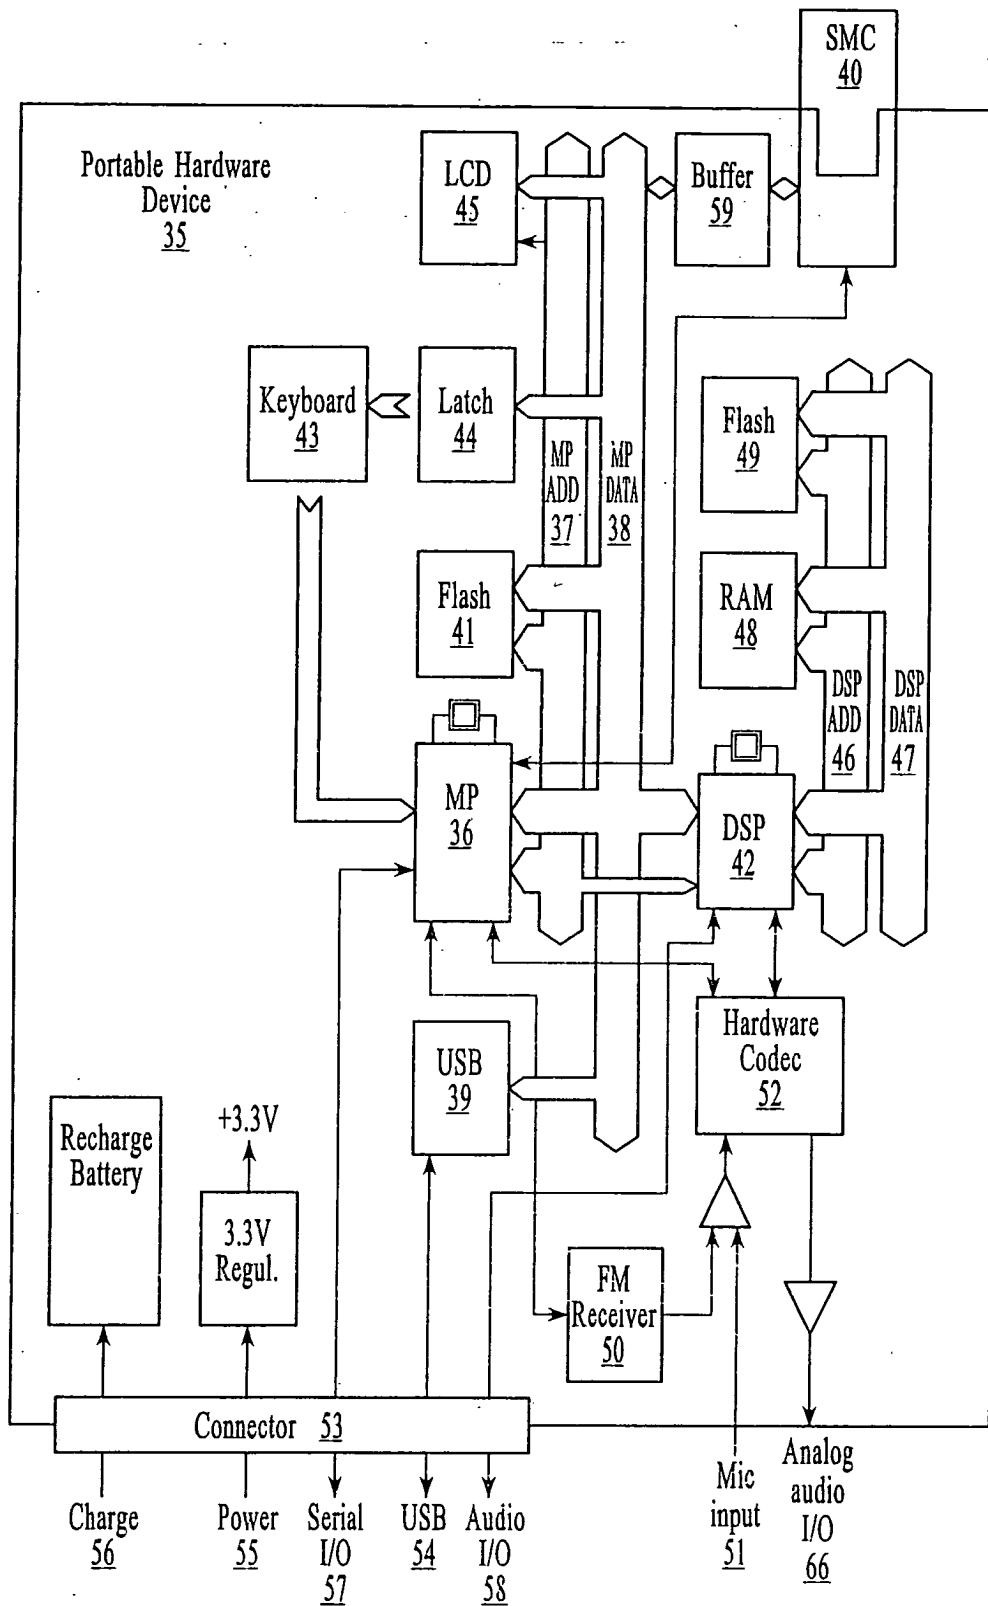 SMC
40
Portable Hardware
Device
35
LCD
45
Buffer
59
Keyboard
43
Latch
44
Flash
49
MP
ADD
37
MP
DATA
38
Flash
41
RAM
48
DSP
ADD
46
DSP
DATA
47
MP
36
DSP
42
USB
39
Hardware
Codec
52
Recharge
Battery
+3.3V
3.3V
Regul.
FM
Receiver
50
Connector 53
Charge
56
Power
55
Serial
I/O
57
USB
54
Audio
I/O
58
Mic
input
51
Analog
audio
I/O
66